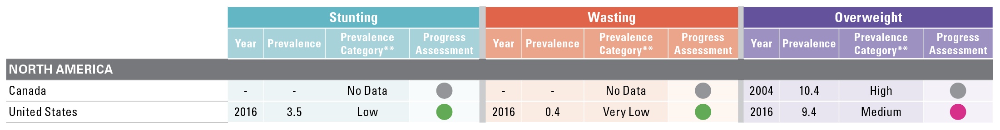 Stunting Wasting Overweight
Year Prevalence Prevalence Category** Progress Assessment Year Prevalence Prevalence Category** Progress Assessment Year Prevalence Prevalence Category** Progress Assessment
NORTH AMERICA
Canada - - No Data - - No Data 2004 10.4 High
United States 2016 3.5 Low 2016 0.4 Very Low 2016 9.4 Medium